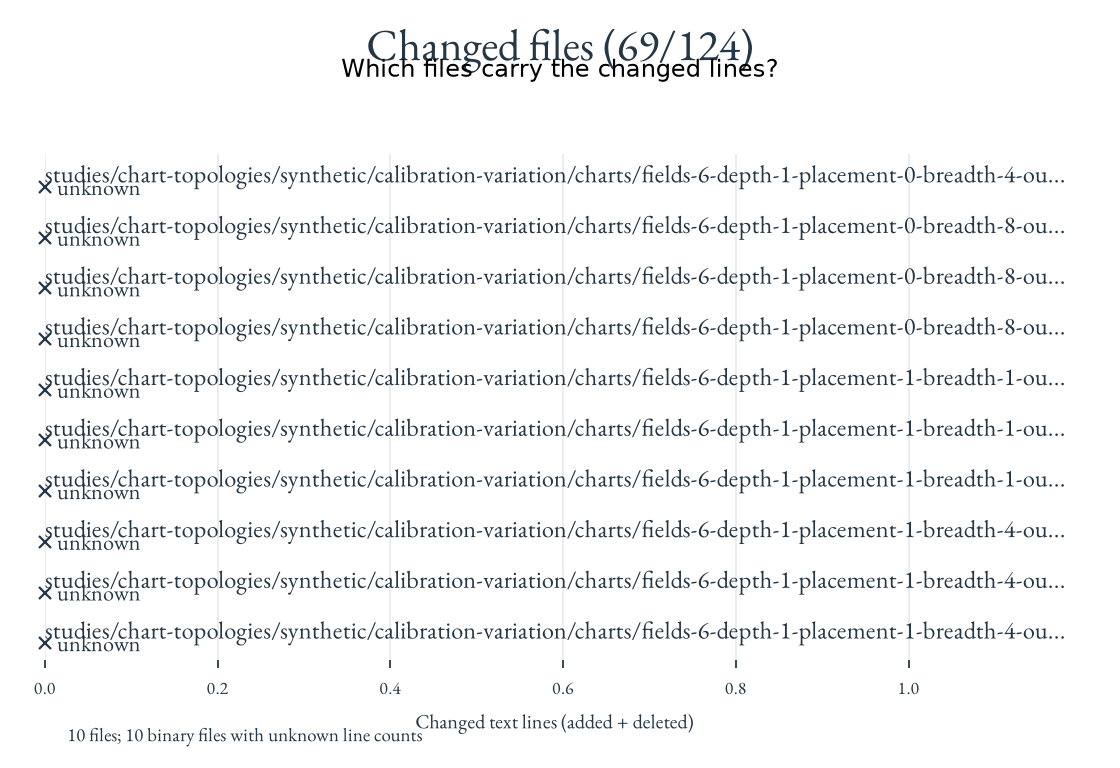 Changed files (69/124)
Which files carry the changed lines?
studies/chart-topologies/synthetic/calibration-variation/charts/fields-6-depth-1-placement-0-breadth-4-ou...
unknown
studies/chart-topologies/synthetic/calibration-variation/charts/fields-6-depth-1-placement-0-breadth-8-ou...
unknown
studies/chart-topologies/synthetic/calibration-variation/charts/fields-6-depth-1-placement-0-breadth-8-ou...
unknown
studies/chart-topologies/synthetic/calibration-variation/charts/fields-6-depth-1-placement-0-breadth-8-ou...
unknown
studies/chart-topologies/synthetic/calibration-variation/charts/fields-6-depth-1-placement-1-breadth-1-ou...
unknown
studies/chart-topologies/synthetic/calibration-variation/charts/fields-6-depth-1-placement-1-breadth-1-ou...
unknown
studies/chart-topologies/synthetic/calibration-variation/charts/fields-6-depth-1-placement-1-breadth-1-ou...
unknown
studies/chart-topologies/synthetic/calibration-variation/charts/fields-6-depth-1-placement-1-breadth-4-ou...
unknown
studies/chart-topologies/synthetic/calibration-variation/charts/fields-6-depth-1-placement-1-breadth-4-ou...
unknown
studies/chart-topologies/synthetic/calibration-variation/charts/fields-6-depth-1-placement-1-breadth-4-ou...
unknown
0.0 0.2 0.4 0.6 0.8 1.0
Changed text lines (added + deleted)
10 files; 10 binary files with unknown line counts